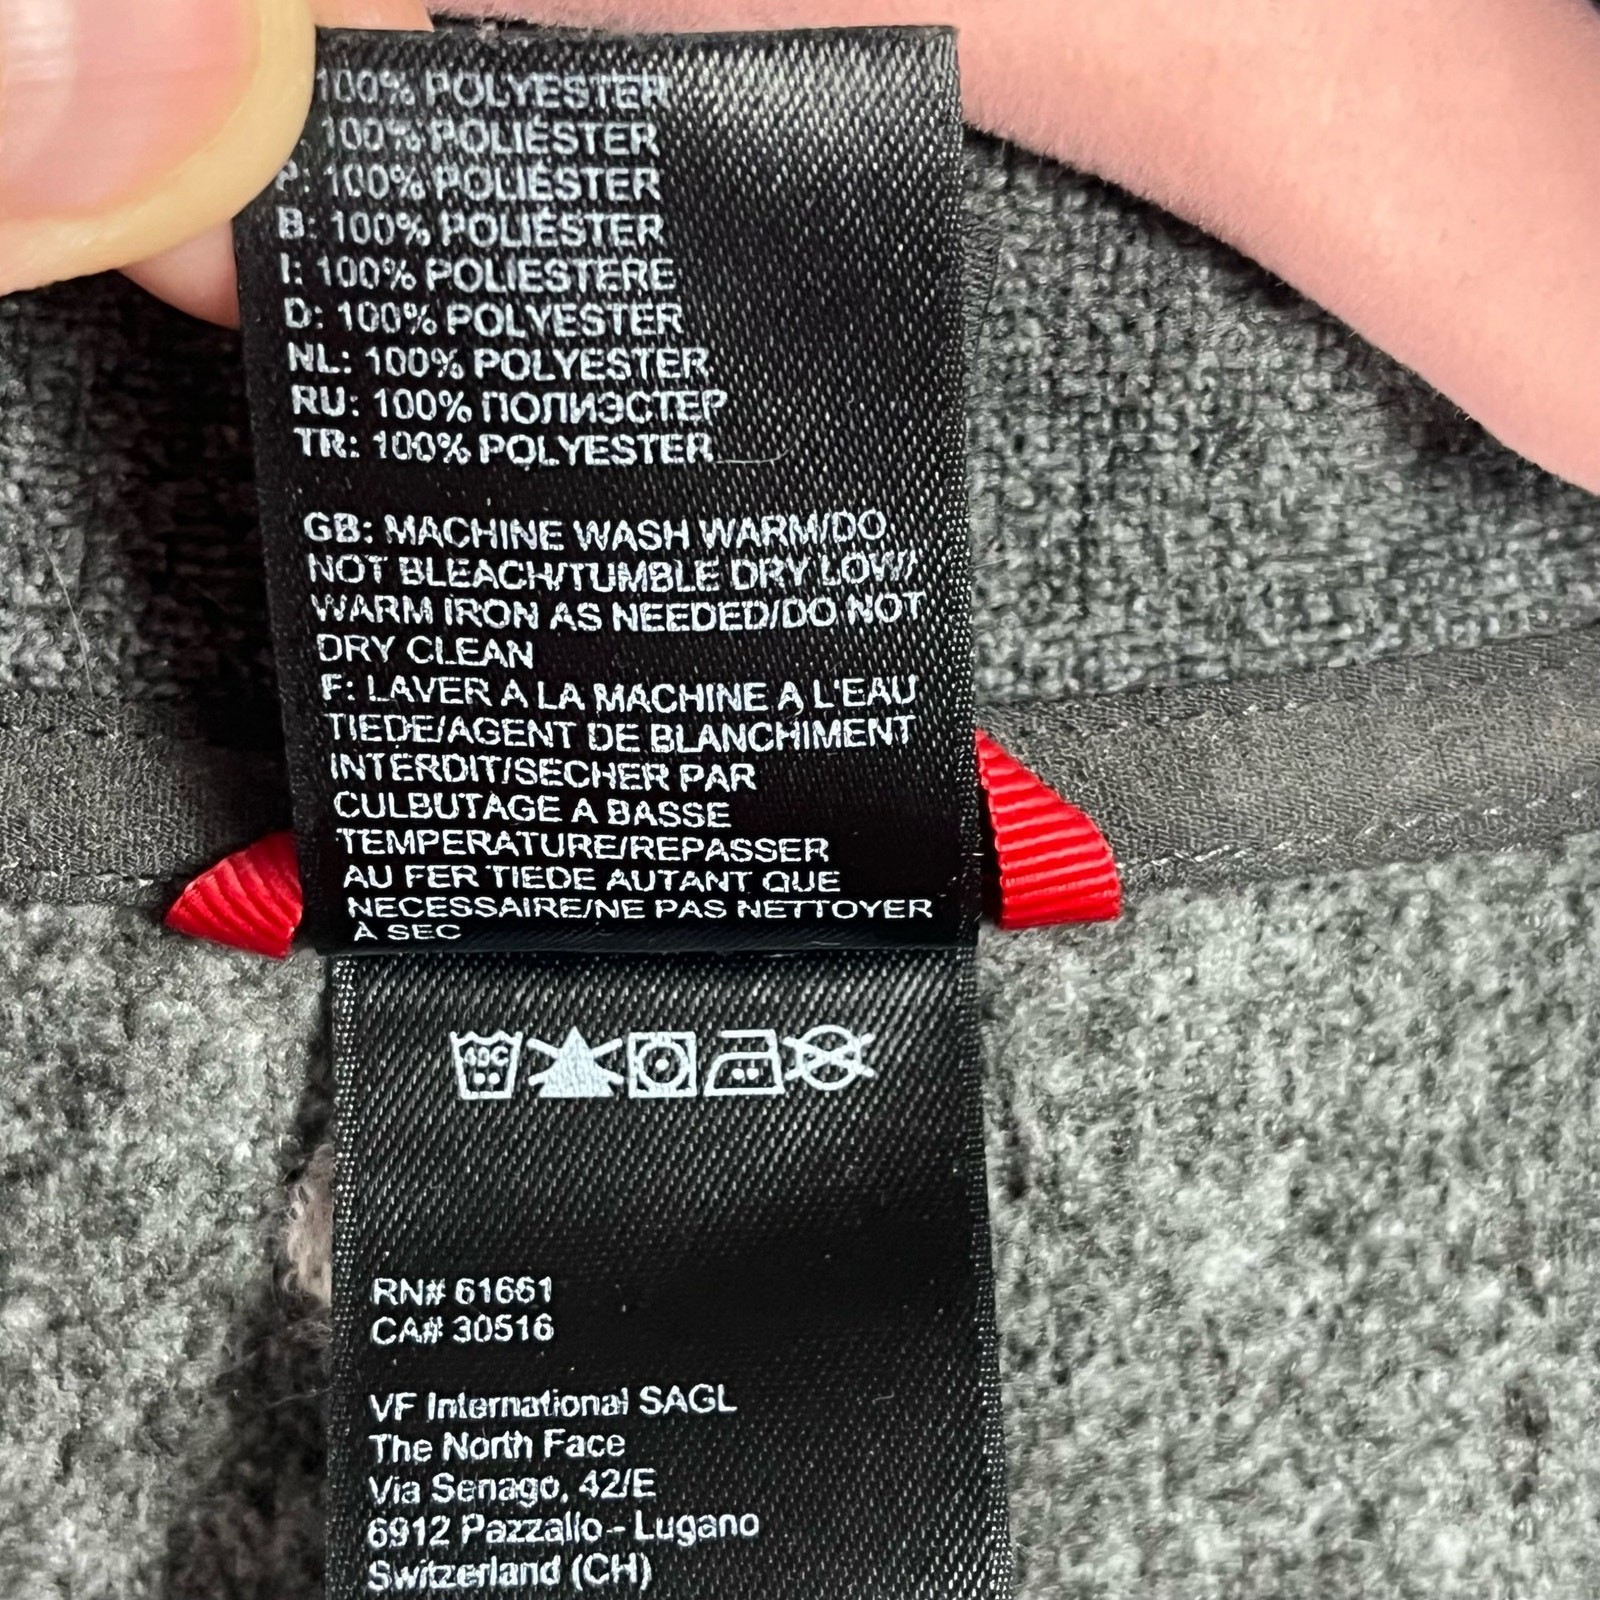 100% POLYESTER
100% POLIÉSTER
P: 100% POLIÉSTER
B: 100% POLIÉSTER
I: 100% POLIESTERE
D: 100% POLYESTER
NL: 100% POLYESTER
RU: 100% ПОЛИЭСТЕР
TR: 100% POLYESTER
GB: MACHINE WASH WARM/DO
NOT BLEACH/TUMBLE DRY LOW/
WARM IRON AS NEEDED/DO NOT
DRY CLEAN
F: LAVER A LA MACHINE A L'EAU
TIEDE/AGENT DE BLANCHIMENT
INTERDIT/SECHER PAR
CULBUTAGE A BASSE
TEMPERATURE/REPASSER
AU FER TIEDE AUTANT QUE
NECESSAIRE/NE PAS NETTOYER
À SEC
40C
RN# 61661
CA# 30516
VF International SAGL
The North Face
Via Senago, 42/E
6912 Pazzallo - Lugano
Switzerland (CH)